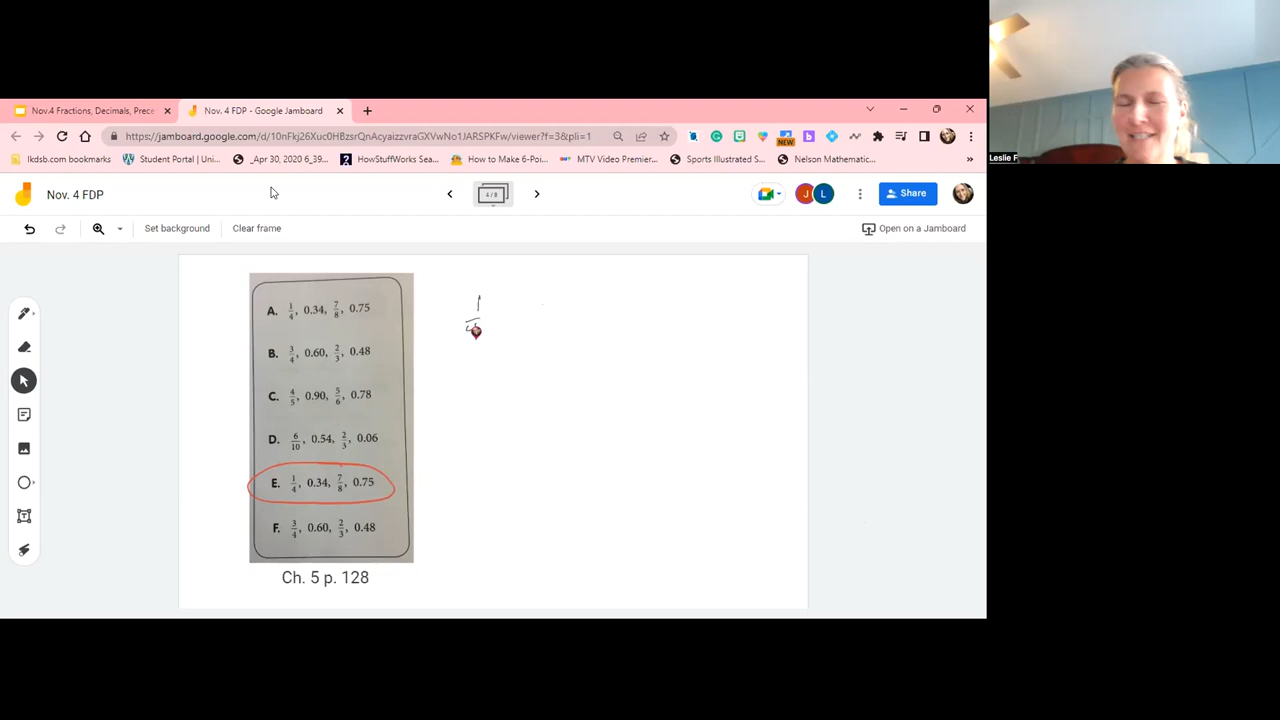 Nov.4 Fractions, Decimals, Prece
Nov. 4 FDP - Google Jamboard
https://jamboard.google.com/d/10nFkj26Xuc0HBzsrQnAcyaizzvraGXVwNo1JARSPKFw/viewer?f=3&pli=1
NEW
lkdsb.com bookmarks
Student Portal | Uni...
_Apr 30, 2020 6_39...
HowStuffWorks Sea...
How to Make 6-Poi...
MTV Video Premier...
Sports Illustrated S...
Nelson Mathematic...
»
Leslie F
Nov. 4 FDP
4 / 8
J
L
Share
Set background
Clear frame
Open on a Jamboard
A. 1/4, 0.34, 7/8, 0.75
B. 3/4, 0.60, 2/3, 0.48
C. 4/5, 0.90, 5/6, 0.78
D. 6/10, 0.54, 2/3, 0.06
E. 1/4, 0.34, 7/8, 0.75
F. 3/4, 0.60, 2/3, 0.48
Ch. 5 p. 128